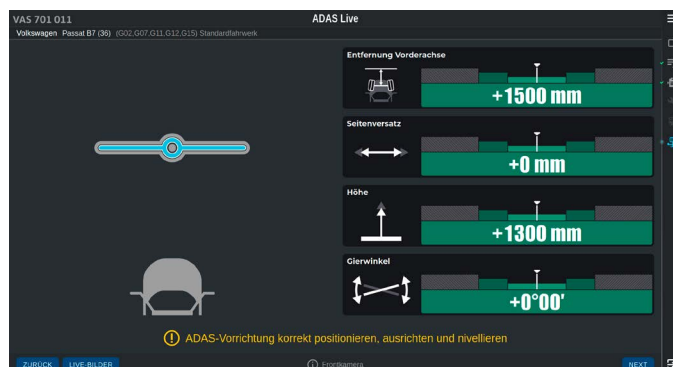 VAS 701 011
ADAS Live
Volkswagen Passat B7 (36) (G02,G07,G11,G12,G15) Standardfahrwerk
Entfernung Vorderachse
+1500 mm
Seitenversatz
+0 mm
Höhe
+1300 mm
Gierwinkel
+0°00'
ADAS-Vorrichtung korrekt positionieren, ausrichten und nivellieren
ZURÜCK
LIVE-BILDER
Frontkamera
NEXT